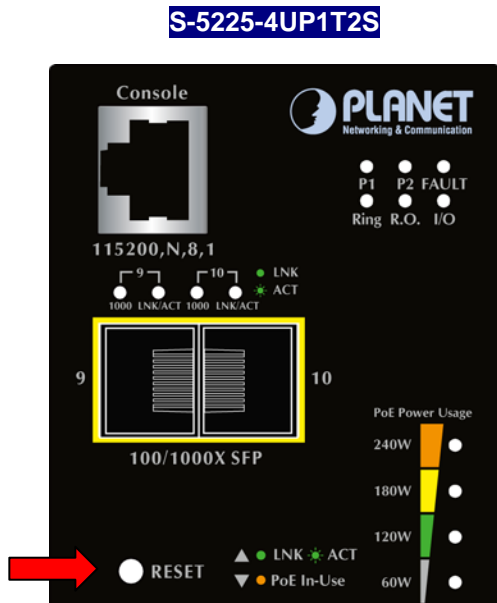 S-5225-4UP1T2S
Console
PLANET
Networking & Communication
P1 P2 FAULT
Ring R.O. I/O
115200,N,8,1
9 10 LNK
ACT
1000 LNK/ACT 1000 LNK/ACT
9 10
100/1000X SFP
PoE Power Usage
240W
180W
120W
60W
RESET
LNK ACT
PoE In-Use